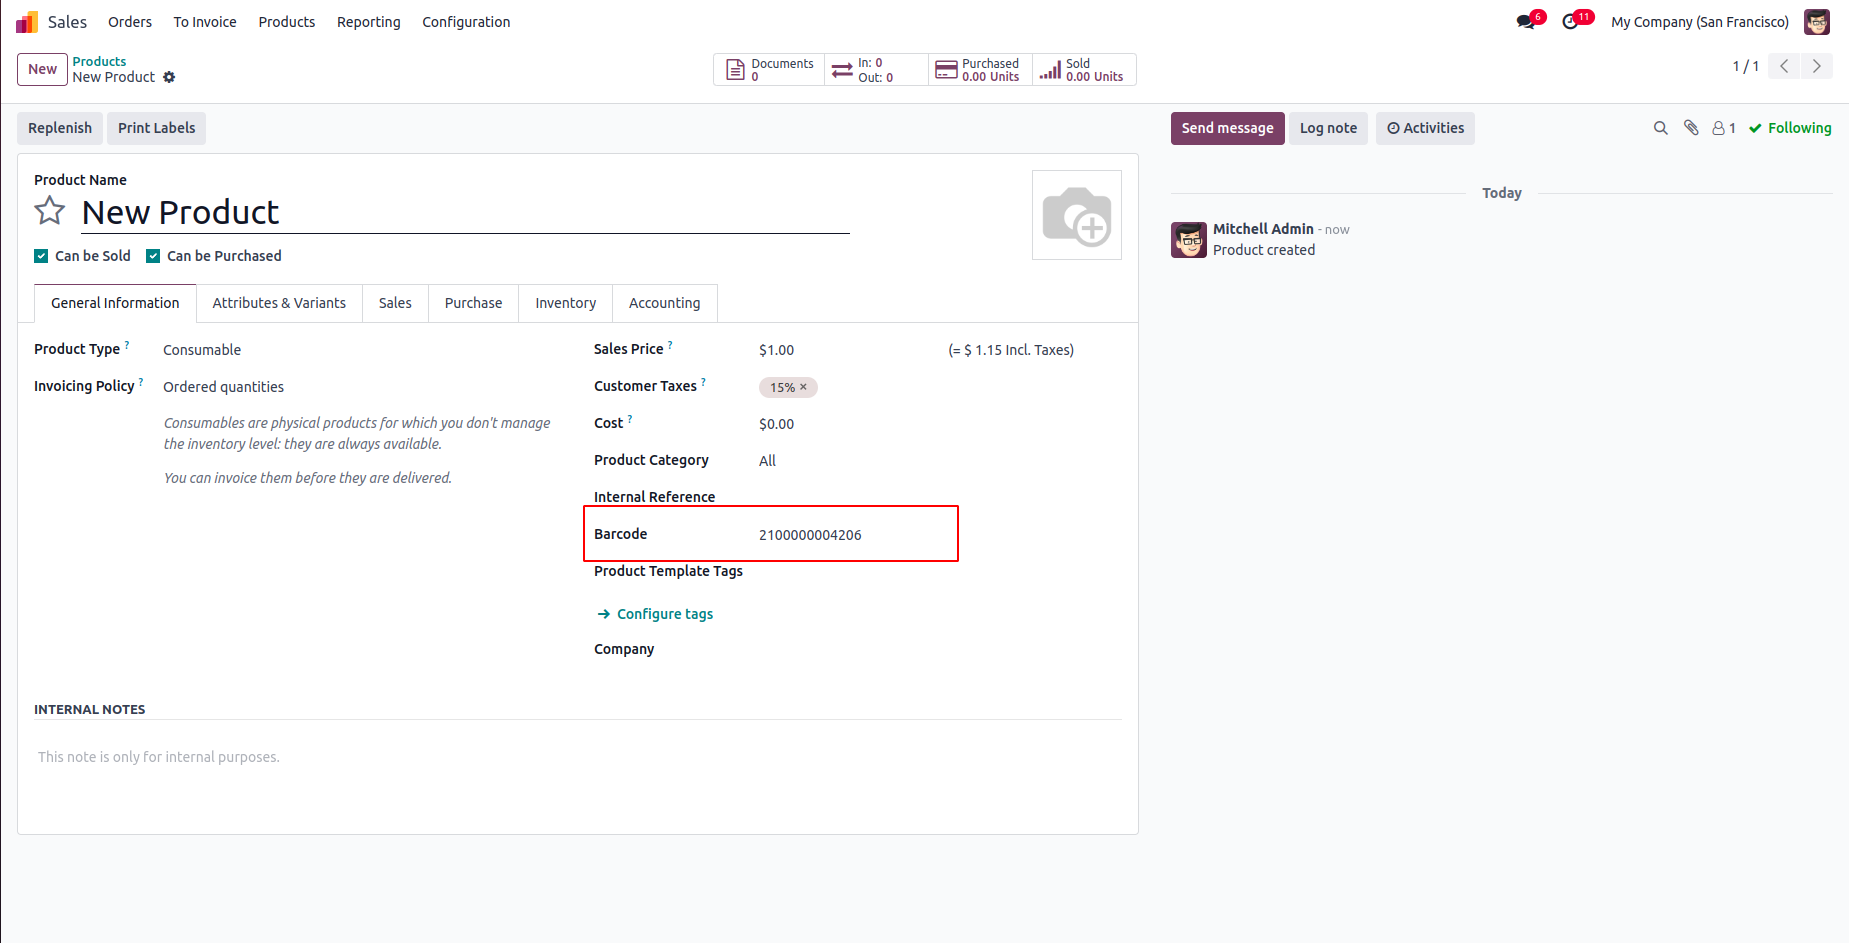 Sales Orders To Invoice Products Reporting Configuration 6 11 My Company (San Francisco)
New Products Documents In: 0 Purchased Sold
New Product 0 Out: 0 0.00 Units 0.00 Units 1 / 1
Replenish Print Labels Send message Log note Activities 1 Following
Product Name
New Product
Can be Sold Can be Purchased
General Information Attributes & Variants Sales Purchase Inventory Accounting
Product Type ? Consumable
Invoicing Policy ? Ordered quantities
Consumables are physical products for which you don't manage
the inventory level: they are always available.
You can invoice them before they are delivered.
Sales Price ? $1.00 (= $ 1.15 Incl. Taxes)
Customer Taxes ? 15% ×
Cost ? $0.00
Product Category All
Internal Reference
Barcode 2100000004206
Product Template Tags
→ Configure tags
Company
INTERNAL NOTES
This note is only for internal purposes.
Today
Mitchell Admin - now
Product created